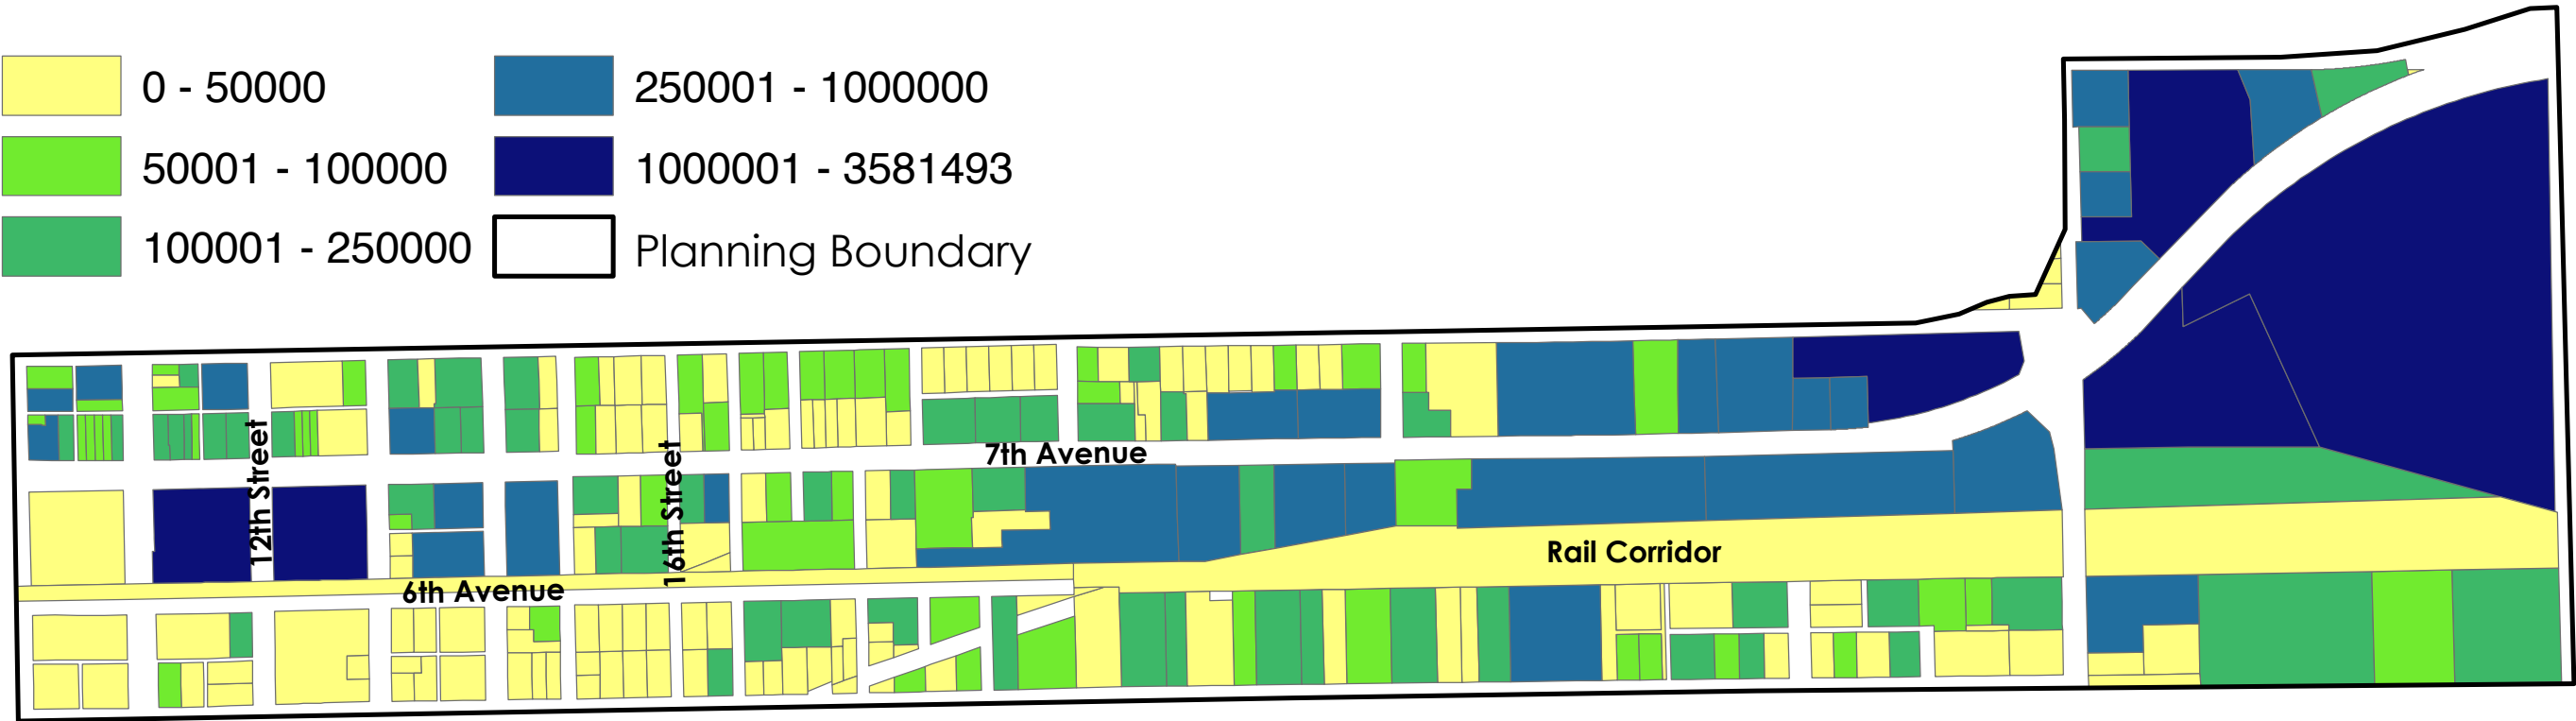 0 - 50000
50001 - 100000
100001 - 250000
250001 - 1000000
1000001 - 3581493
Planning Boundary
12th Street
16th Street
7th Avenue
6th Avenue
Rail Corridor